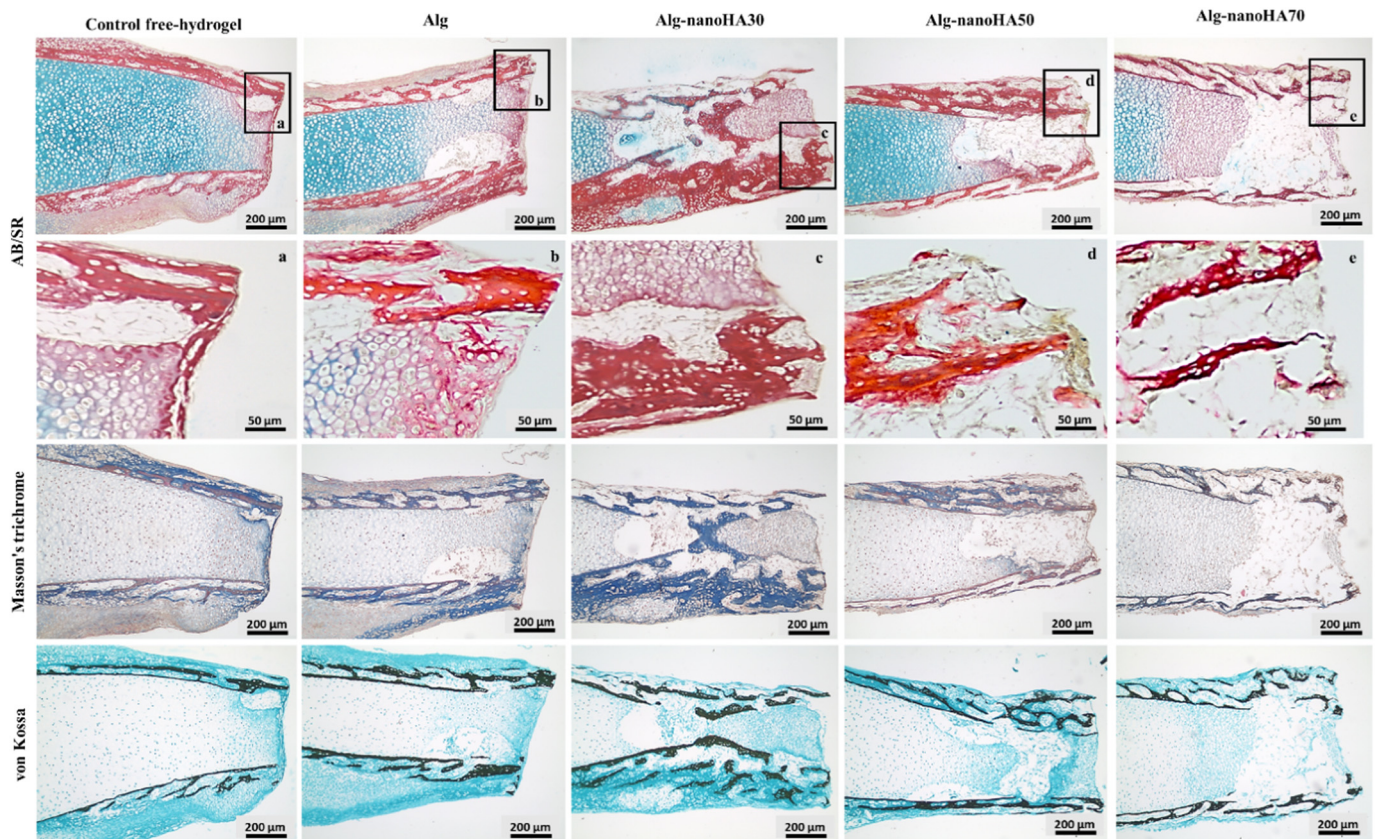 Control free-hydrogel Alg Alg-nanoHA30 Alg-nanoHA50 Alg-nanoHA70
AB/SR
a b c d e
200 µm 200 µm 200 µm 200 µm 200 µm
a b c d e
50 µm 50 µm 50 µm 50 µm 50 µm
Masson's trichrome
200 µm 200 µm 200 µm 200 µm 200 µm
von Kossa
200 µm 200 µm 200 µm 200 µm 200 µm